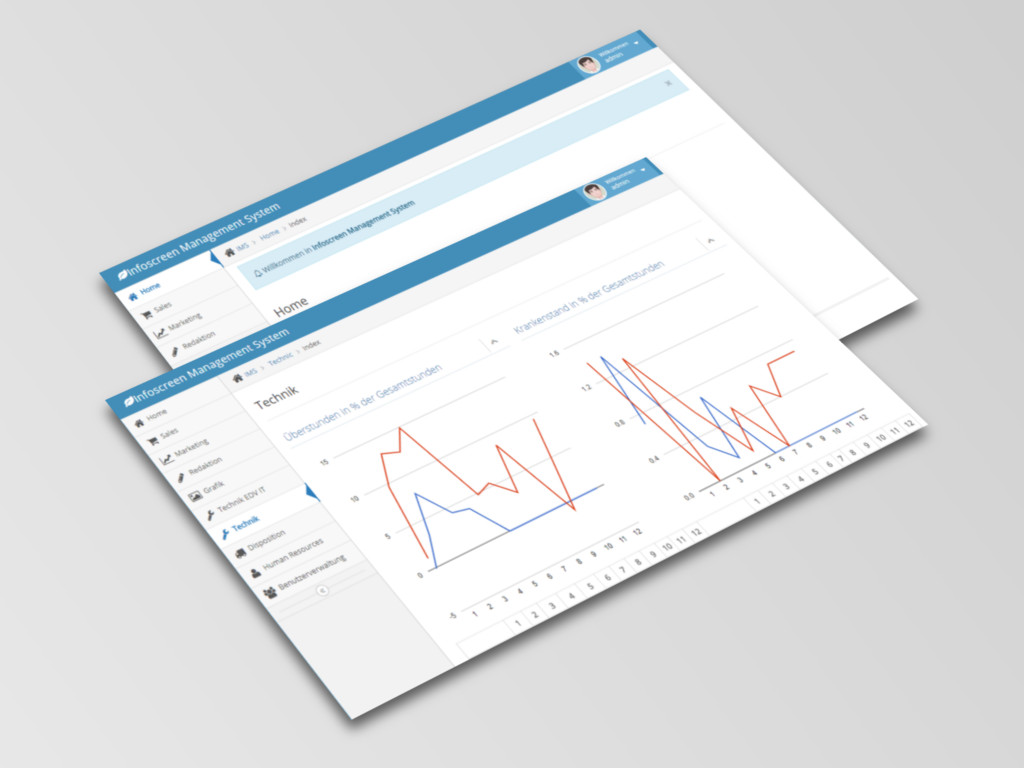 Willkommen
admin
Infoscreen Management System
IMS > Home > Index
Willkommen in Infoscreen Management System
×
Home
Home
Sales
Marketing
Redaktion
Willkommen
admin
Infoscreen Management System
IMS > Technic > Index
Home
Sales
Marketing
Redaktion
Grafik
Technik EDV IT
Technik
Disposition
Human Resources
Benutzerverwaltung
Technik
Überstunden in % der Gesamtstunden
15
10
5
0
-5
1 2 3 4 5 6 7 8 9 10 11 12
1 2 3 4 5 6 7 8 9 10 11 12
Krankenstand in % der Gesamtstunden
1.6
1.2
0.8
0.4
0.0
1 2 3 4 5 6 7 8 9 10 11 12
1 2 3 4 5 6 7 8 9 10 11 12